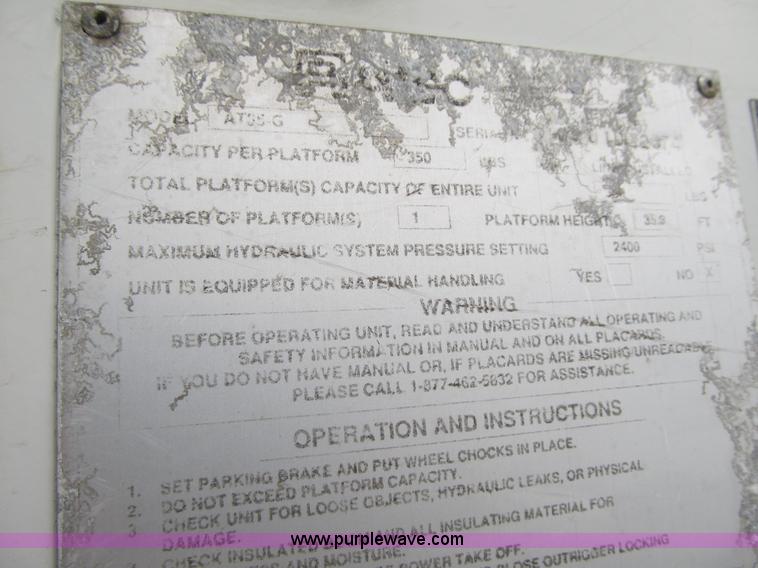 MODEL AT35-G SERIAL
CAPACITY PER PLATFORM 350 LBS
TOTAL PLATFORM(S) CAPACITY OF ENTIRE UNIT LBS
NUMBER OF PLATFORM(S) 1 PLATFORM HEIGHT 35.9 FT
MAXIMUM HYDRAULIC SYSTEM PRESSURE SETTING 2400 PSI
UNIT IS EQUIPPED FOR MATERIAL HANDLING YES NO X
WARNING
BEFORE OPERATING UNIT, READ AND UNDERSTAND ALL OPERATING AND
SAFETY INFORMATION IN MANUAL AND ON ALL PLACARDS.
IF YOU DO NOT HAVE MANUAL OR, IF PLACARDS ARE MISSING/UNREADABLE
PLEASE CALL 1-877-462-5832 FOR ASSISTANCE.
OPERATION AND INSTRUCTIONS
1. SET PARKING BRAKE AND PUT WHEEL CHOCKS IN PLACE.
2. DO NOT EXCEED PLATFORM CAPACITY.
3 CHECK UNIT FOR LOOSE OBJECTS, HYDRAULIC LEAKS, OR PHYSICAL
DAMAGE.
CHECK INSULATED AND ALL INSULATING MATERIAL FOR
AND MOISTURE.
POWER TAKE OFF.
OUTRIGGER LOCKING
www.purplewave.com